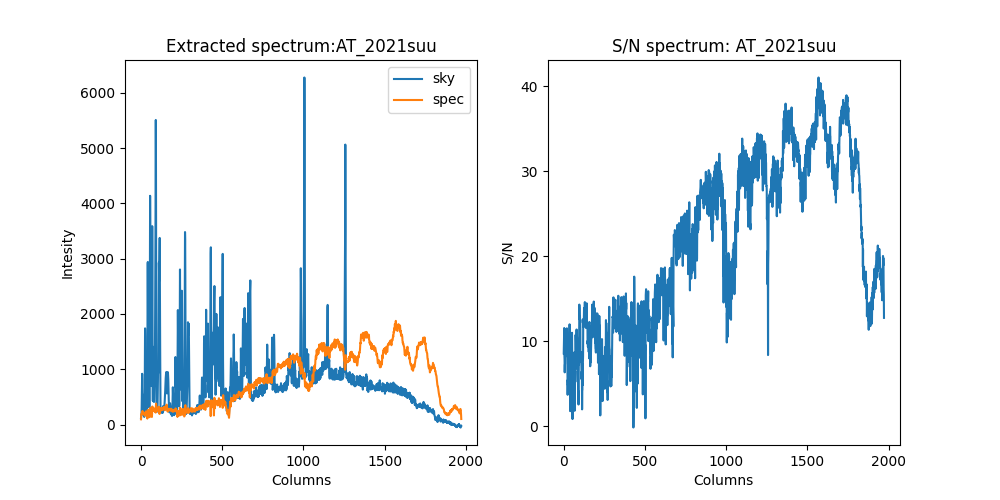 Extracted spectrum:AT_2021suu
sky
spec
6000
5000
4000
3000
2000
1000
0
Intesity
0 500 1000 1500 2000
Columns
S/N spectrum: AT_2021suu
40
30
20
10
0
S/N
0 500 1000 1500 2000
Columns